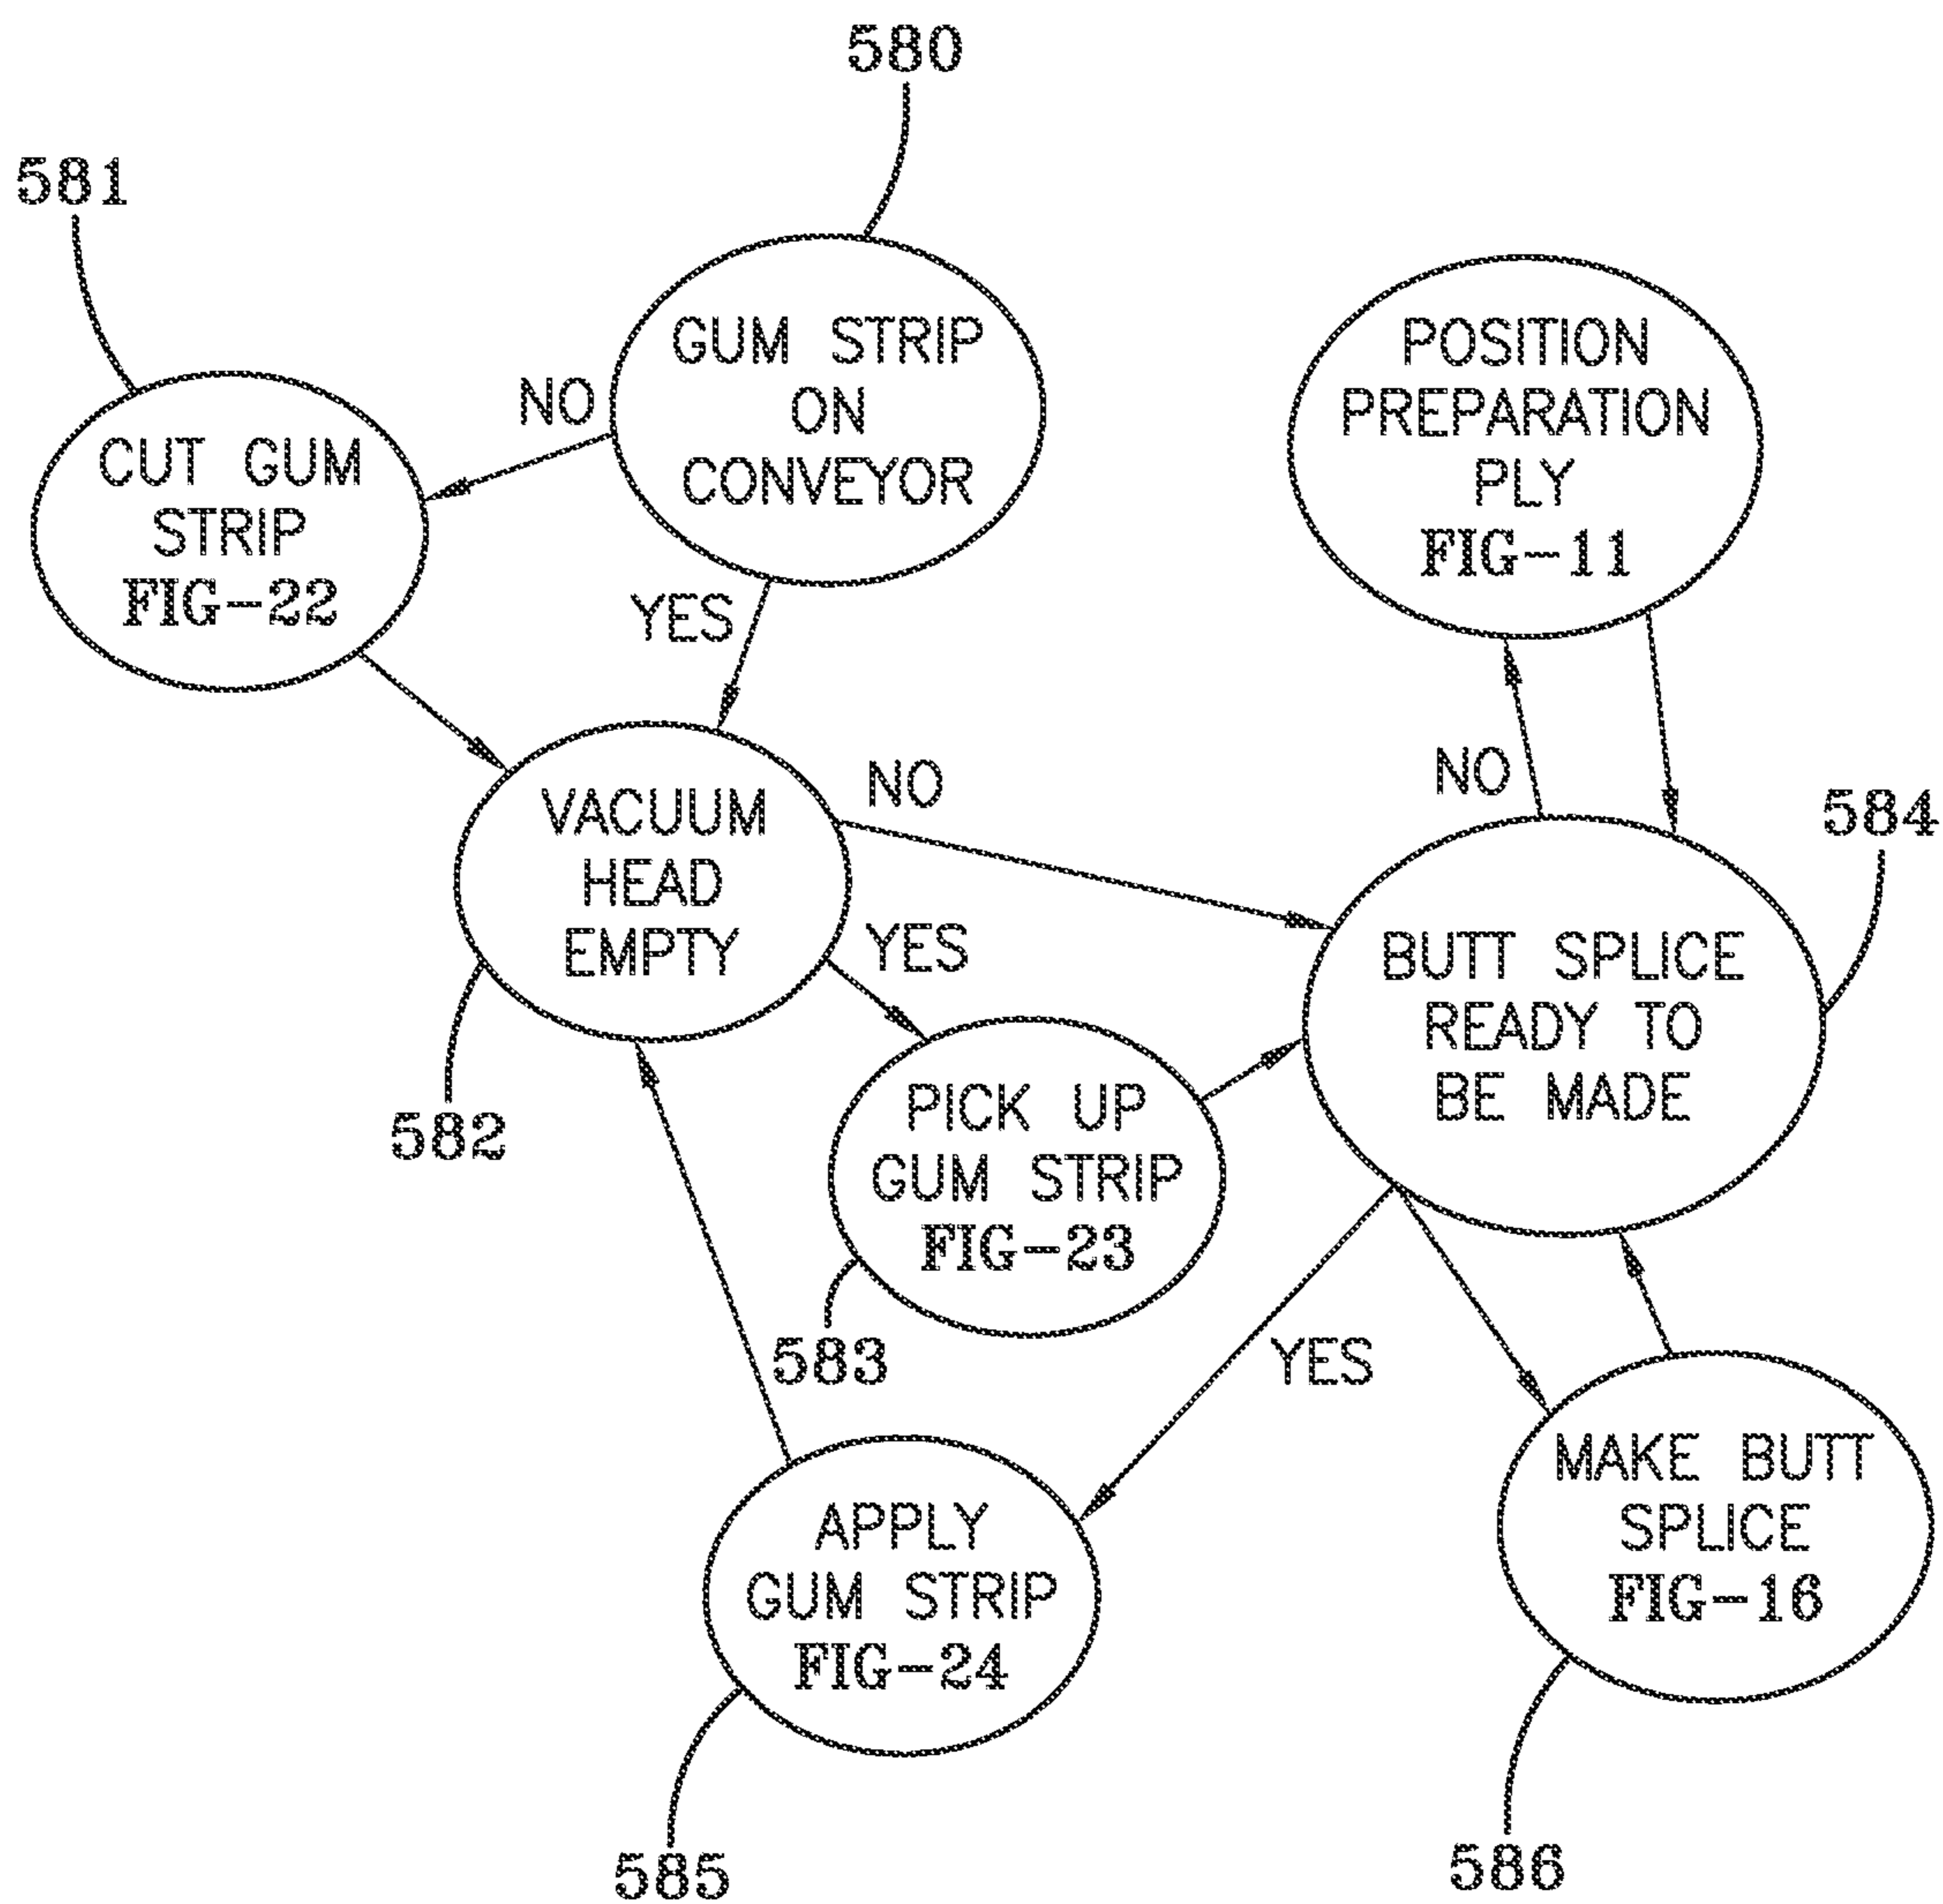 580
581
GUM STRIP
ON
CONVEYOR
NO
CUT GUM
STRIP
FIG-22
YES
POSITION
PREPARATION
PLY
FIG-11
NO
584
VACUUM
HEAD
EMPTY
NO
YES
582
BUTT SPLICE
READY TO
BE MADE
PICK UP
GUM STRIP
FIG-23
583
YES
APPLY
GUM STRIP
FIG-24
585
MAKE BUTT
SPLICE
FIG-16
586